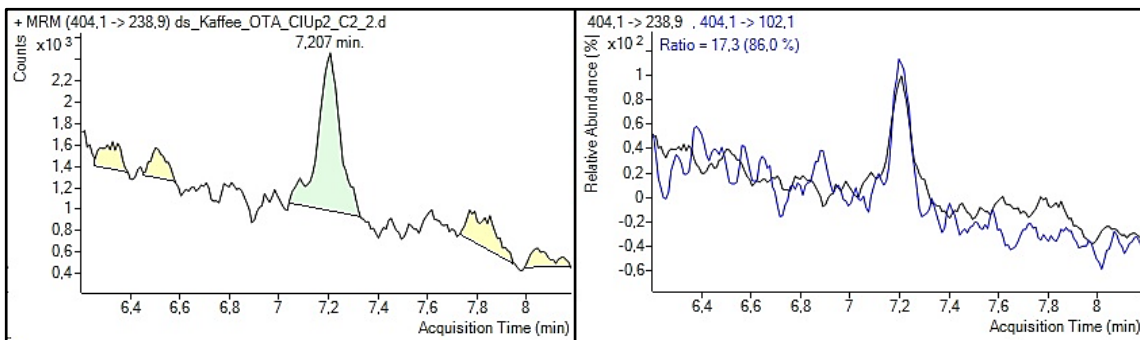 + MRM (404,1 -> 238,9) ds_Kaffee_OTA_ClUp2_C2_2.d
x10 3
7,207 min.
Counts
2,2
2
1,8
1,6
1,4
1,2
1
0,8
0,6
0,4
6,4 6,6 6,8 7 7,2 7,4 7,6 7,8 8
Acquisition Time (min)
404,1 -> 238,9 , 404,1 -> 102,1
x10 2
Ratio = 17,3 (86,0 %)
Relative Abundance (%)
1
0,8
0,6
0,4
0,2
0
-0,2
-0,4
-0,6
6,4 6,6 6,8 7 7,2 7,4 7,6 7,8 8
Acquisition Time (min)